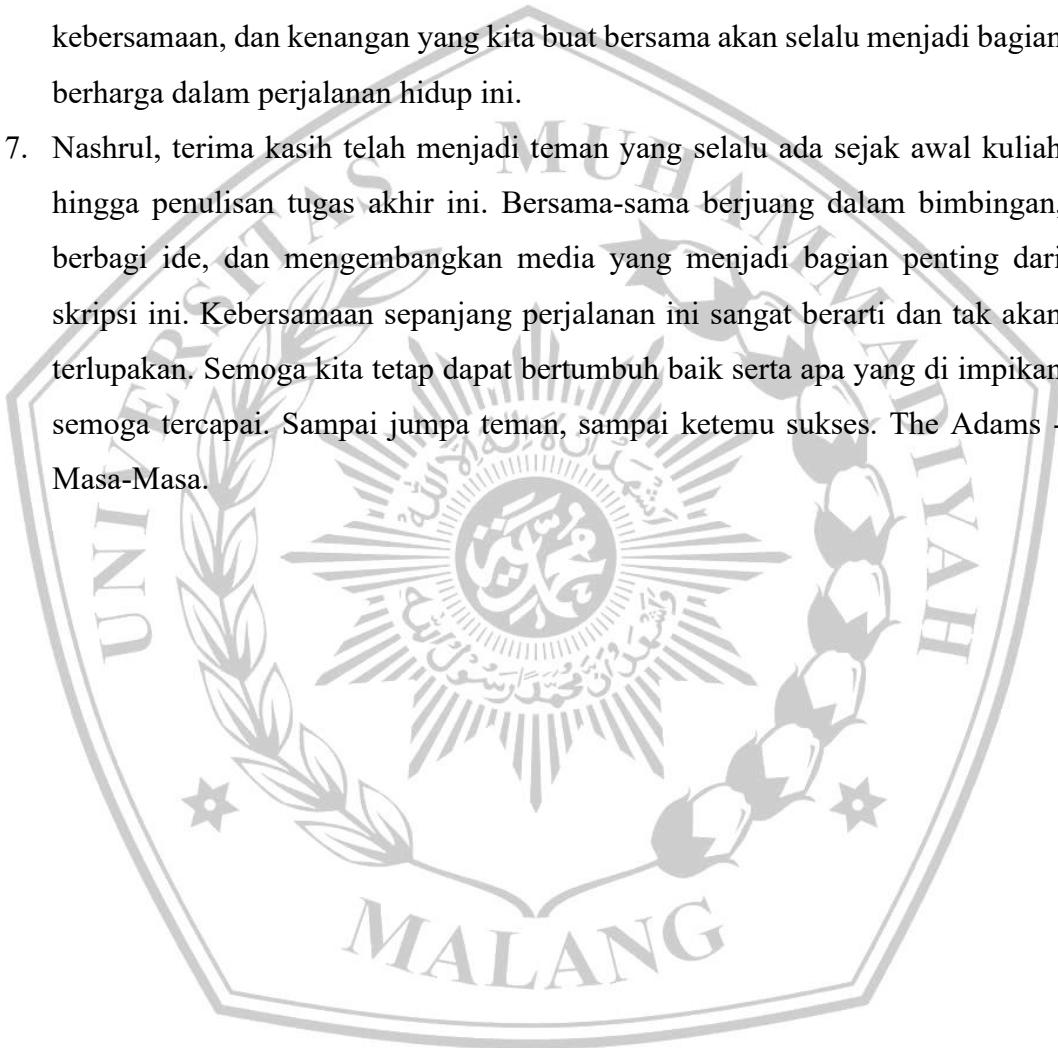 kebersamaan, dan kenangan yang kita buat bersama akan selalu menjadi bagian
berharga dalam perjalanan hidup ini.
7. Nashrul, terima kasih telah menjadi teman yang selalu ada sejak awal kuliah
hingga penulisan tugas akhir ini. Bersama-sama berjuang dalam bimbingan,
berbagi ide, dan mengembangkan media yang menjadi bagian penting dari
skripsi ini. Kebersamaan sepanjang perjalanan ini sangat berarti dan tak akan
terlupakan. Semoga kita tetap dapat bertumbuh baik serta apa yang di impikan
semoga tercapai. Sampai jumpa teman, sampai ketemu sukses. The Adams -
Masa-Masa.
UNIVERSITAS MUHAMMADIYAH
MALANG